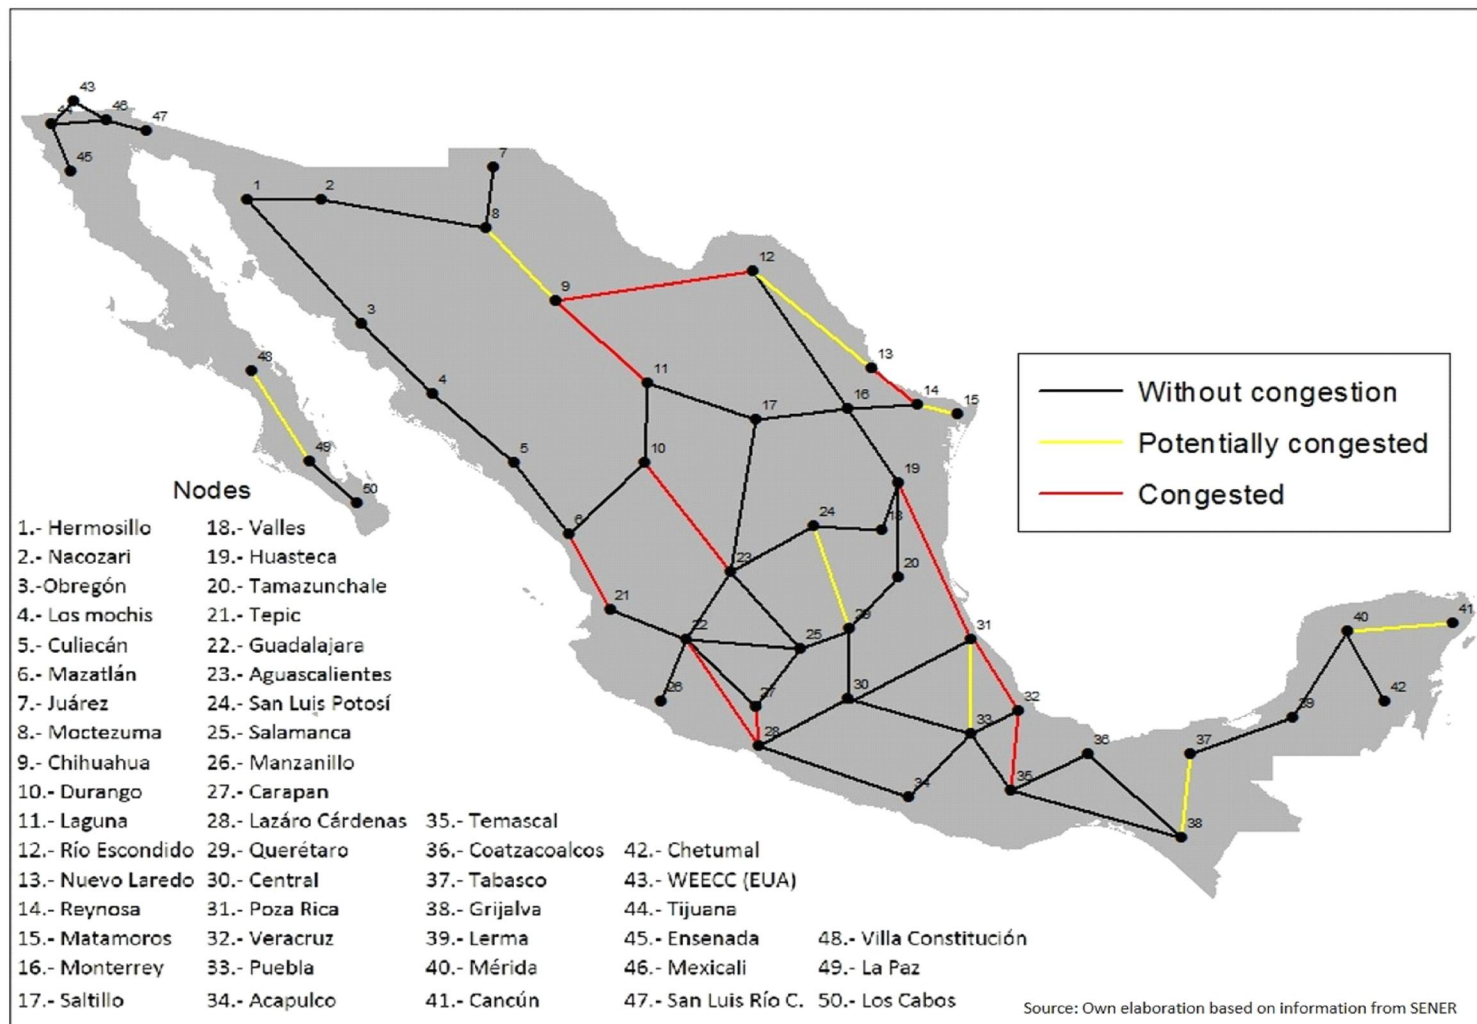 43
44
46
47
45
7
1
2
8
12
9
3
48
13
11
4
14
15
16
17
49
5
10
19
50
24
18
6
23
20
21
41
29
31
40
22
25
26
30
42
27
32
39
28
33
36
37
34
35
38
Without congestion
Potentially congested
Congested
Nodes
1.- Hermosillo
2.- Nacozari
3.-Obregón
4.- Los mochis
5.- Culiacán
6.- Mazatlán
7.- Juárez
8.- Moctezuma
9.- Chihuahua
10.- Durango
11.- Laguna
12.- Río Escondido
13.- Nuevo Laredo
14.- Reynosa
15.- Matamoros
16.- Monterrey
17.- Saltillo
18.- Valles
19.- Huasteca
20.- Tamazunchale
21.- Tepic
22.- Guadalajara
23.- Aguascalientes
24.- San Luis Potosí
25.- Salamanca
26.- Manzanillo
27.- Carapan
28.- Lazáro Cárdenas
29.- Querétaro
30.- Central
31.- Poza Rica
32.- Veracruz
33.- Puebla
34.- Acapulco
35.- Temascal
36.- Coatzacoalcos
37.- Tabasco
38.- Grijalva
39.- Lerma
40.- Mérida
41.- Cancún
42.- Chetumal
43.- WEECC (EUA)
44.- Tijuana
45.- Ensenada
46.- Mexicali
47.- San Luis Río C.
48.- Villa Constitución
49.- La Paz
50.- Los Cabos
Source: Own elaboration based on information from SENER